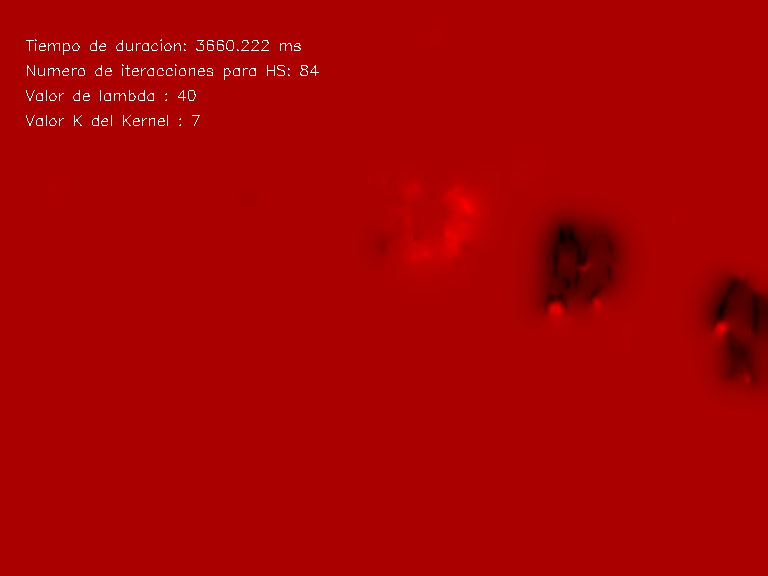 Tiempo de duracion: 3660.222 ms
Numero de iteracciones para HS: 84
Valor de lambda : 40
Valor K del Kernel : 7